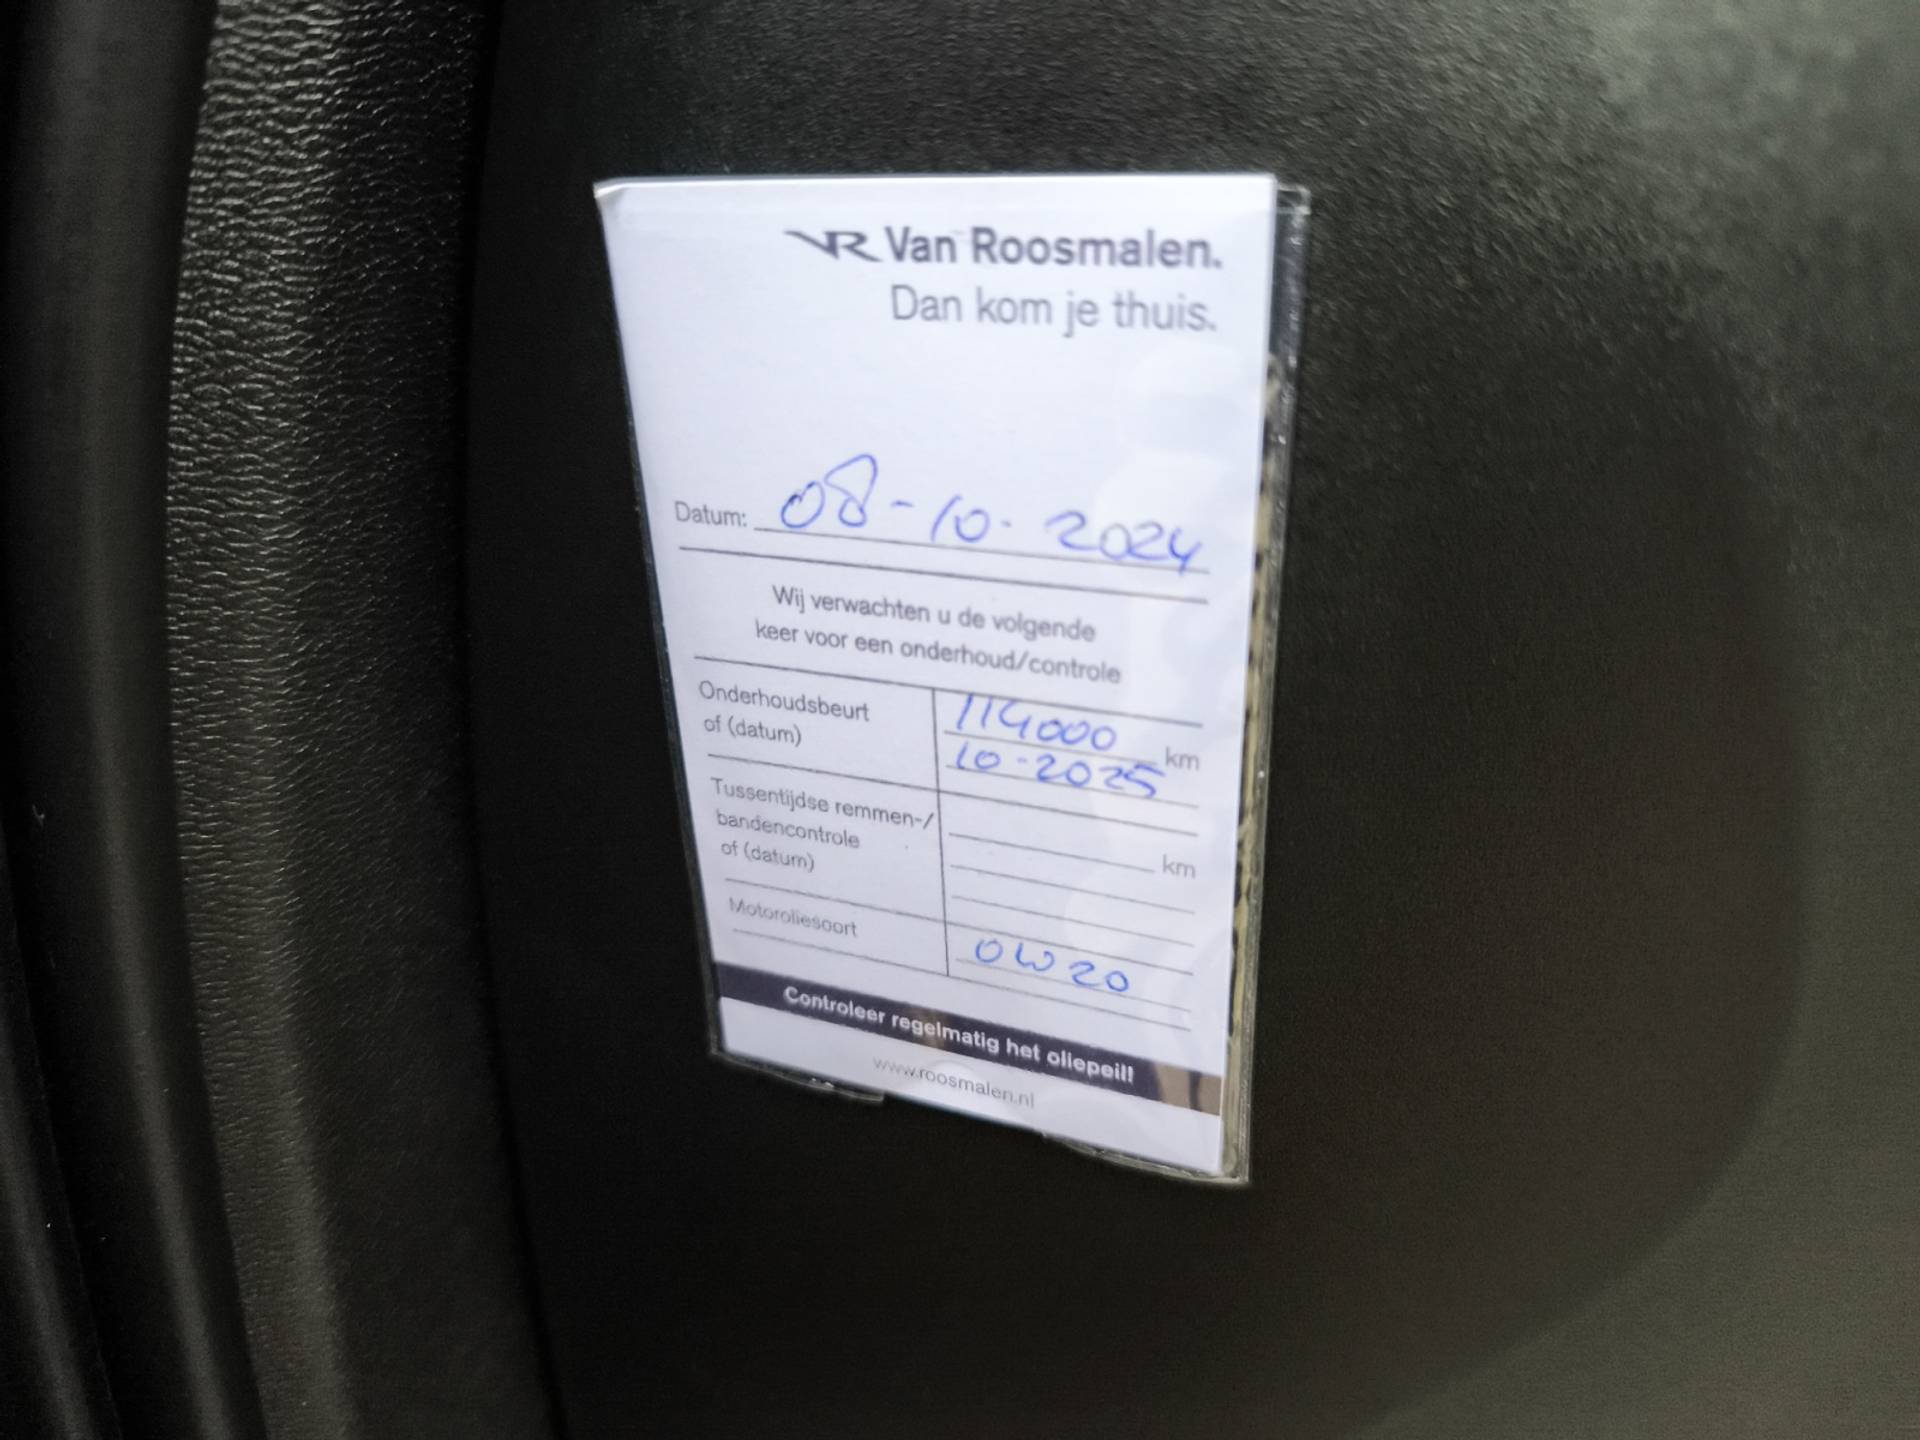 VR Van Roosmalen.
Dan kom je thuis.
Datum: 08-10-2024
Wij verwachten u de volgende
keer voor een onderhoud/controle
Onderhoudsbeurt 114000 km
of (datum) 10-2025
Tussentijdse remmen-/
bandencontrole km
of (datum)
Motoroliesoort 0W20
Controleer regelmatig het oliepeil!
www.roosmalen.nl